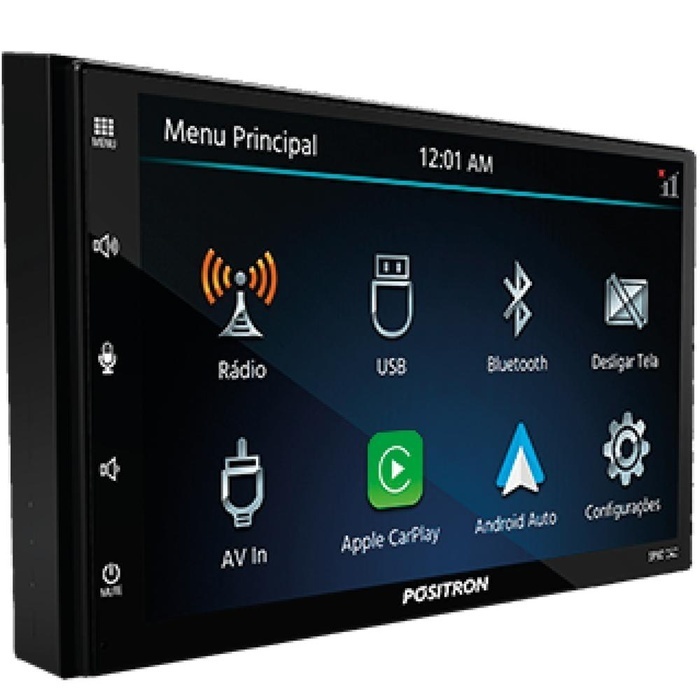 MENU
Menu Principal
12:01 AM
Rádio
USB
Bluetooth
Desligar Tela
AV In
Apple CarPlay
Android Auto
Configurações
MUTE
PÓSITRON